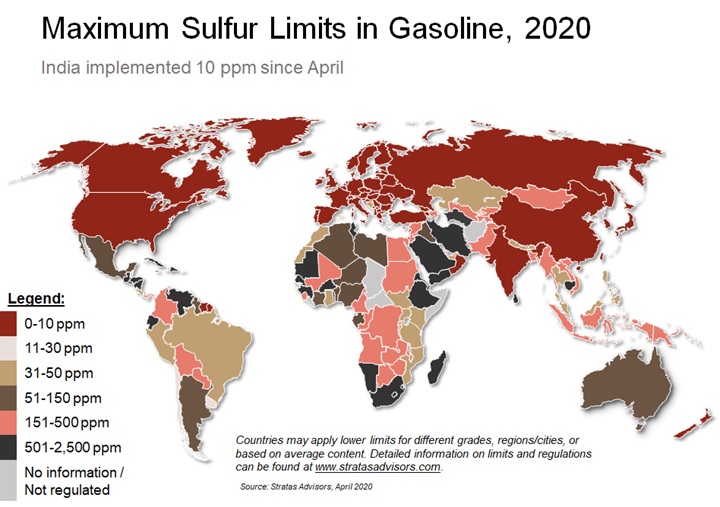 Maximum Sulfur Limits in Gasoline, 2020
India implemented 10 ppm since April
Legend:
0-10 ppm
11-30 ppm
31-50 ppm
51-150 ppm
151-500 ppm
501-2,500 ppm
No information /
Not regulated
Countries may apply lower limits for different grades, regions/cities, or
based on average content. Detailed information on limits and regulations
can be found at www.stratasadvisors.com.
Source: Stratas Advisors, April 2020